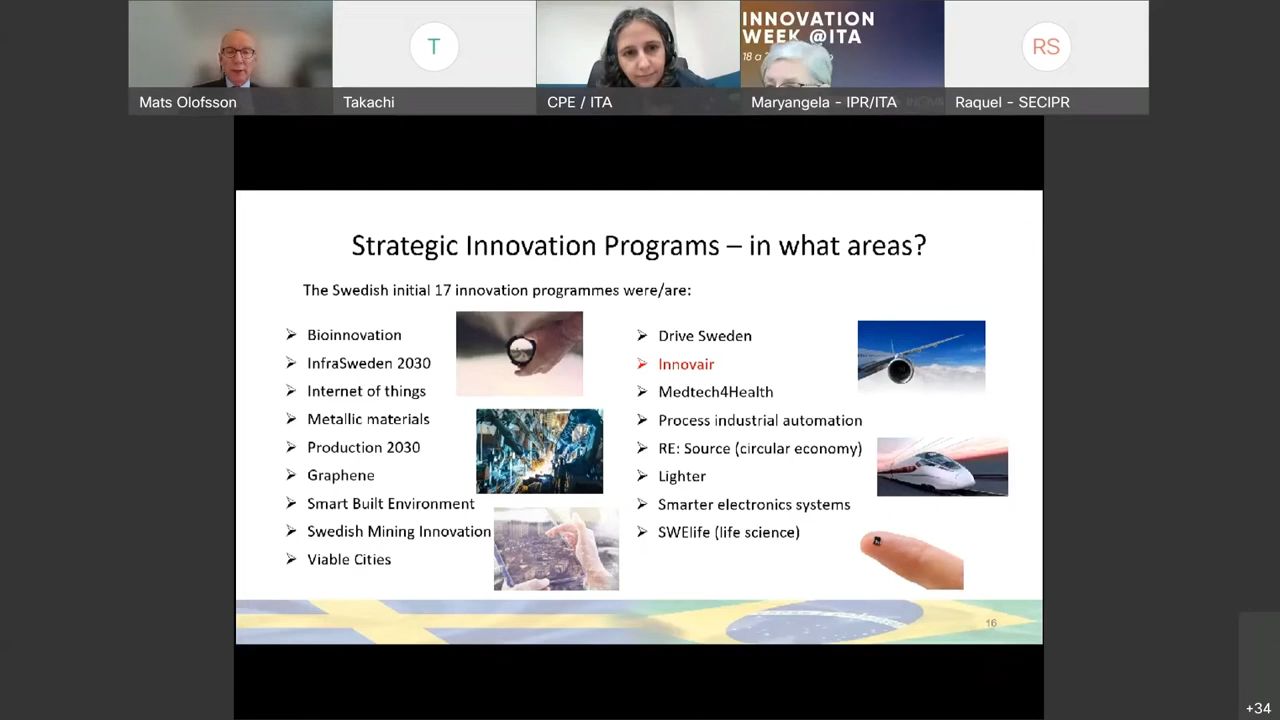 INNOVATION
WEEK @ITA
18 a 2
T
RS
Mats Olofsson
Takachi
CPE / ITA
Maryangela - IPR/ITA
Raquel - SECIPR
Strategic Innovation Programs – in what areas?
The Swedish initial 17 innovation programmes were/are:
Bioinnovation
InfraSweden 2030
Internet of things
Metallic materials
Production 2030
Graphene
Smart Built Environment
Swedish Mining Innovation
Viable Cities
Drive Sweden
Innovair
Medtech4Health
Process industrial automation
RE: Source (circular economy)
Lighter
Smarter electronics systems
SWElife (life science)
16
+34